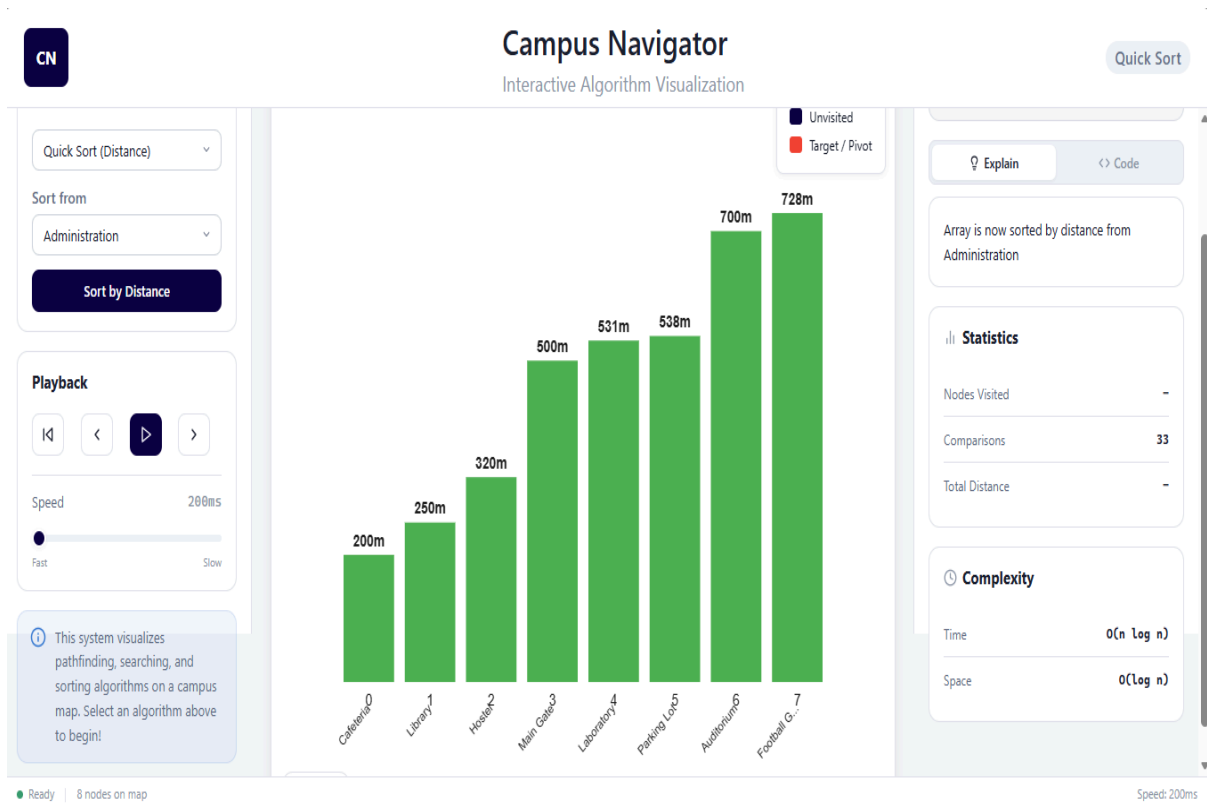 CN
Campus Navigator
Interactive Algorithm Visualization
Quick Sort
Quick Sort (Distance)
Sort from
Administration
Sort by Distance
Playback
Speed
200ms
Fast
Slow
This system visualizes
pathfinding, searching, and
sorting algorithms on a campus
map. Select an algorithm above
to begin!
Unvisited
Target / Pivot
200m
250m
320m
500m
531m
538m
700m
728m
0
1
2
3
4
5
6
7
Cafeteria
Library
Hostel
Main Gate
Laboratory
Parking Lot
Auditorium
Football G...
Explain
<> Code
Array is now sorted by distance from
Administration
Statistics
Nodes Visited
–
Comparisons
33
Total Distance
–
Complexity
Time
O(n log n)
Space
O(log n)
Ready
8 nodes on map
Speed: 200ms